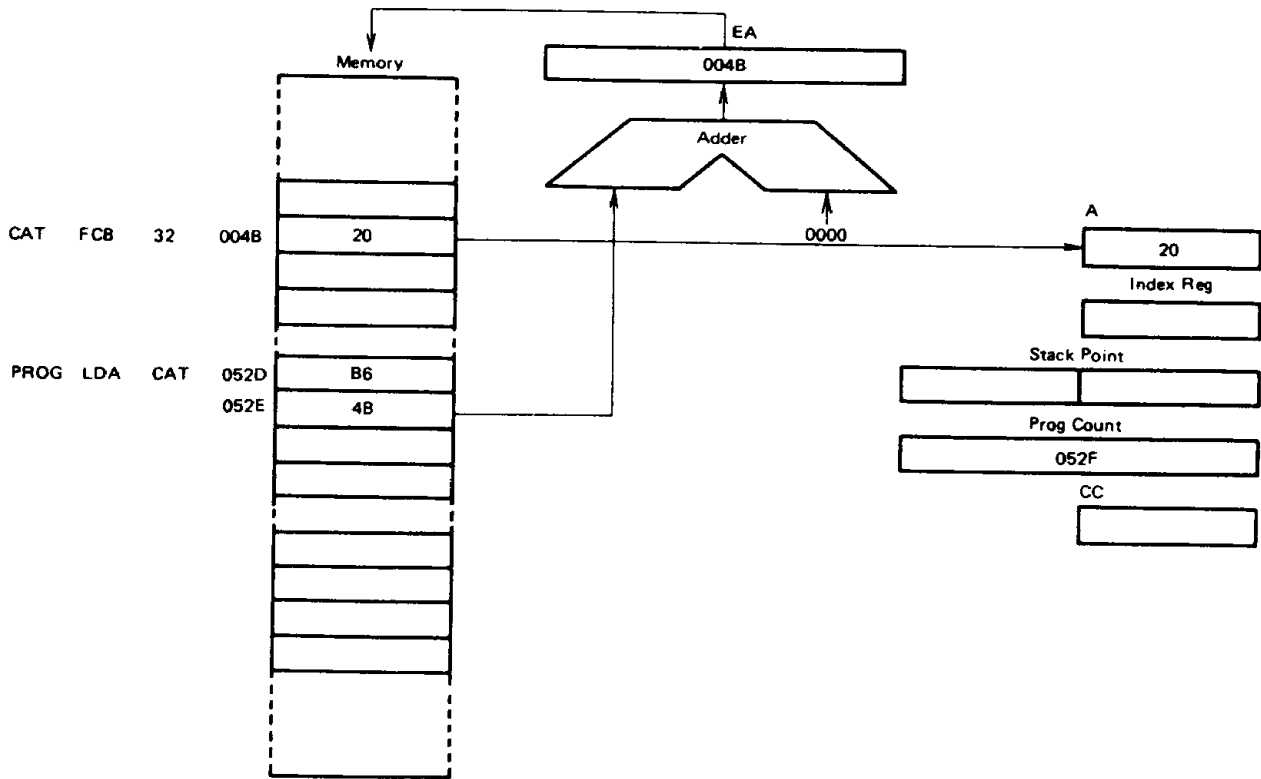 EA
Memory
004B
Adder
A
CAT FCB 32 004B 20 0000 20
Index Reg
Stack Point
PROG LDA CAT 052D B6
052E 4B
Prog Count
052F
CC